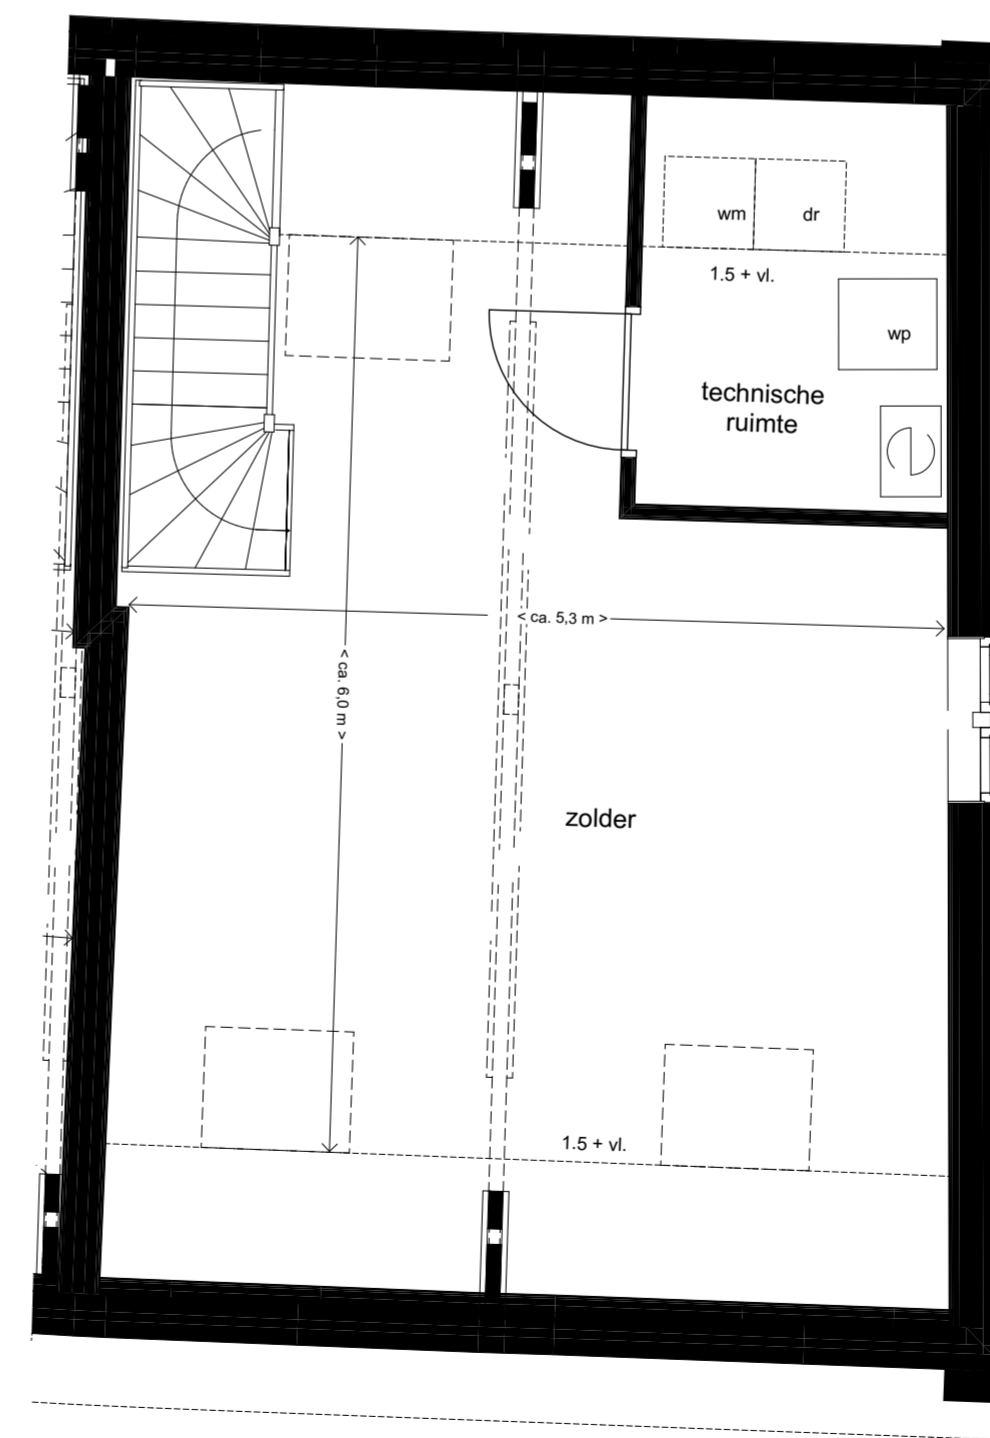 wm
dr
1.5 + vl.
wp
technische
ruimte
< ca. 5,3 m >
< ca. 6,0 m >
zolder
1.5 + vl.